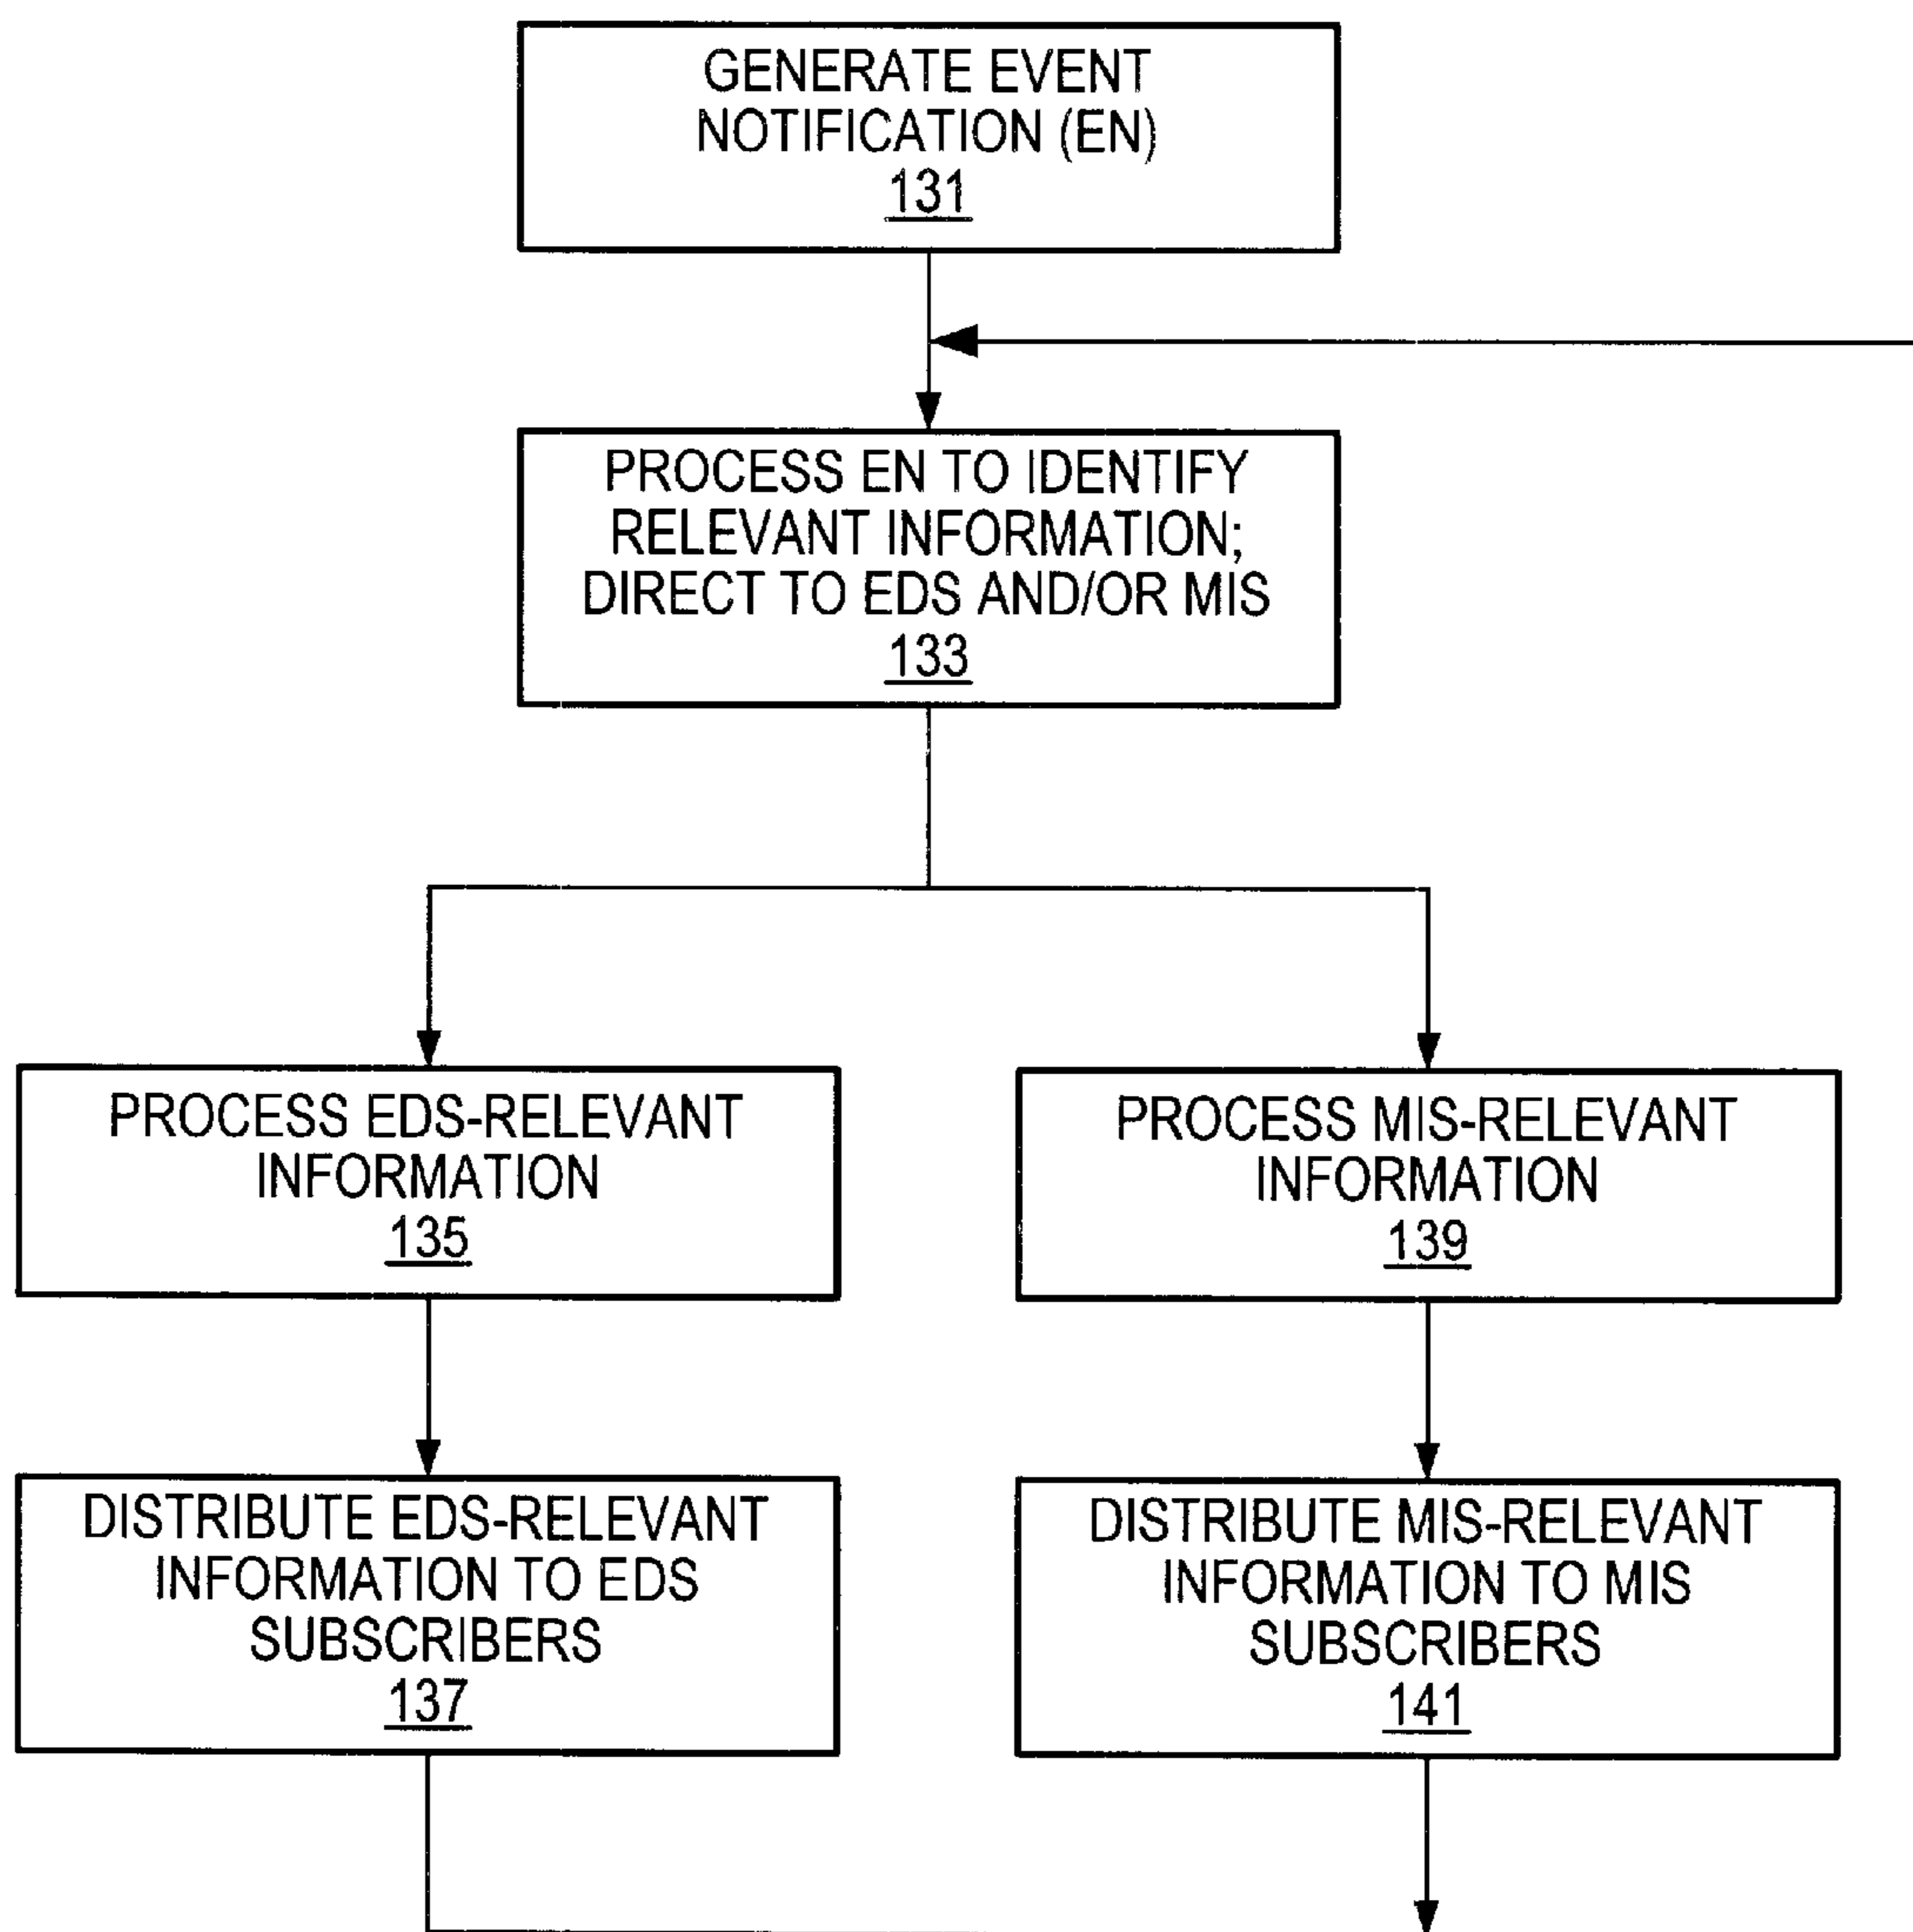 GENERATE EVENT
NOTIFICATION (EN)
131
PROCESS EN TO IDENTIFY
RELEVANT INFORMATION;
DIRECT TO EDS AND/OR MIS
133
PROCESS EDS-RELEVANT
INFORMATION
135
PROCESS MIS-RELEVANT
INFORMATION
139
DISTRIBUTE EDS-RELEVANT
INFORMATION TO EDS
SUBSCRIBERS
137
DISTRIBUTE MIS-RELEVANT
INFORMATION TO MIS
SUBSCRIBERS
141